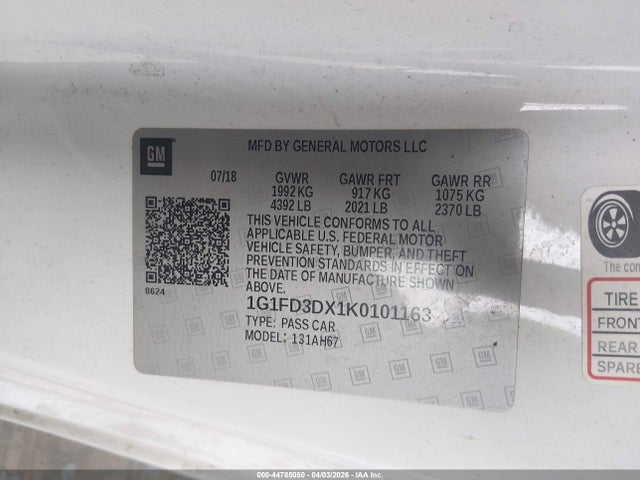 GM
MFD BY GENERAL MOTORS LLC
07/18 GVWR GAWR FRT GAWR RR
1992 KG 917 KG 1075 KG
4392 LB 2021 LB 2370 LB
THIS VEHICLE CONFORMS TO ALL
APPLICABLE U.S. FEDERAL MOTOR
VEHICLE SAFETY, BUMPER, AND THEFT
PREVENTION STANDARDS IN EFFECT ON
THE DATE OF MANUFACTURE SHOWN
ABOVE.
8624
1G1FD3DX1K0101163
TYPE: PASS CAR
MODEL: 131AH67
The con
TIRE
FRONT
REAR
SPARE
000-44785050 - 04/03/2026 - IAA Inc.